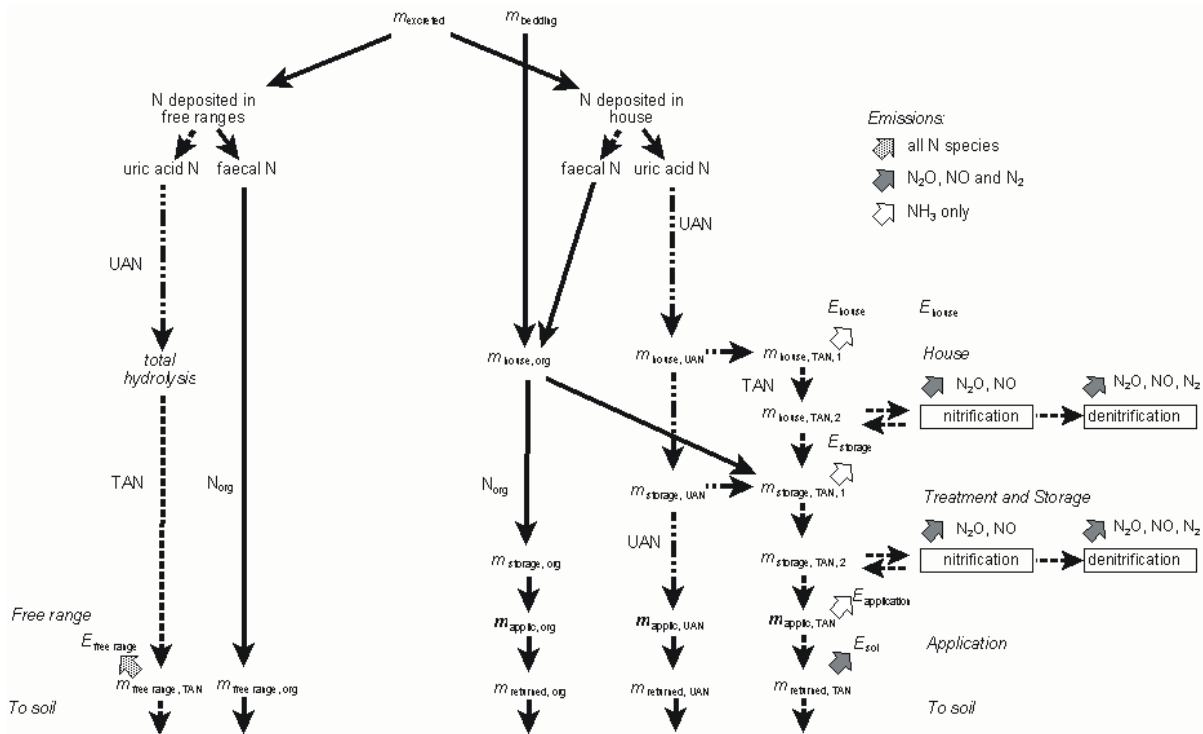 m excreted
m bedding
N deposited in
free ranges
N deposited in
house
Emissions:
all N species
N2O, NO and N2
NH3 only
uric acid N
faecal N
faecal N
uric acid N
UAN
UAN
E house
E house
total
hydrolysis
m house, org
m house, UAN
m house, TAN, 1
House
TAN
N2O, NO
N2O, NO, N2
m house, TAN, 2
nitrification
denitrification
E storage
TAN
Norg
Norg
m storage, UAN
m storage, TAN, 1
Treatment and Storage
UAN
N2O, NO
N2O, NO, N2
m storage, org
m storage, TAN, 2
nitrification
denitrification
E application
Free range
m applic, org
m applic, UAN
m applic, TAN
E free range
E soil
Application
m free range, TAN
m free range, org
m returned, org
m returned, UAN
m returned, TAN
To soil
To soil